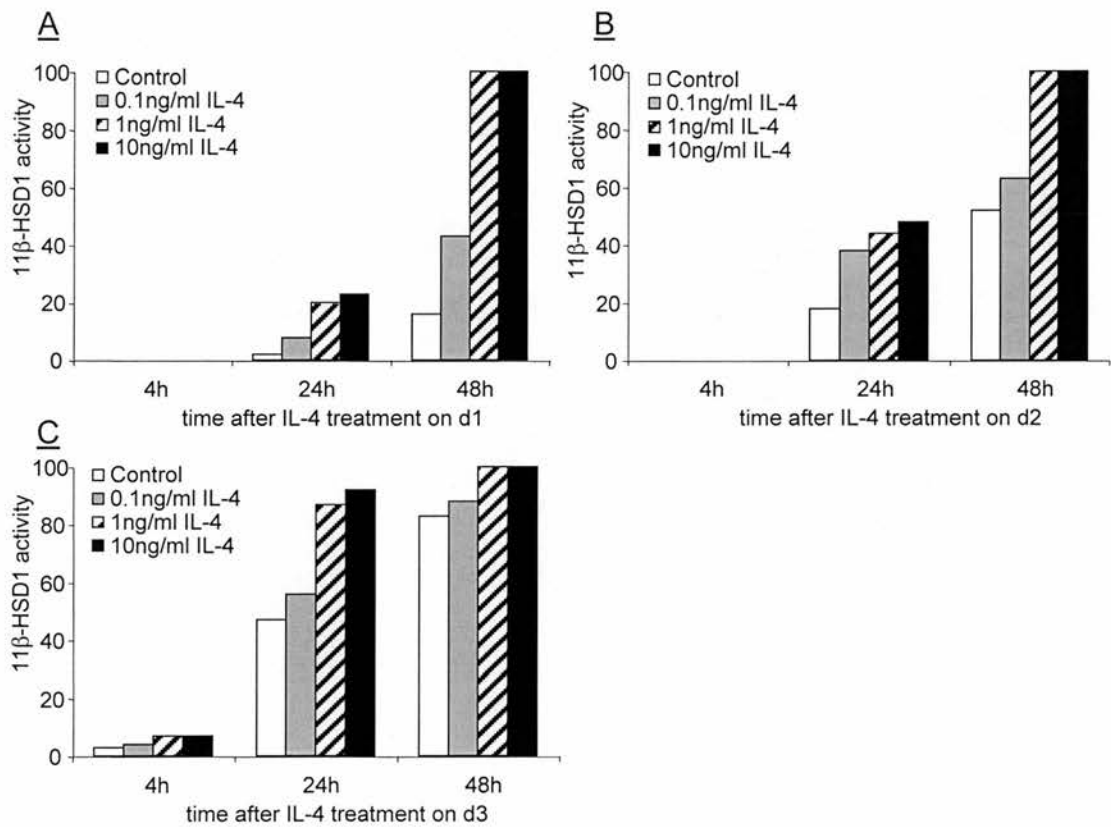 A
11β-HSD1 activity
100
80
60
40
20
0
Control
0.1ng/ml IL-4
1ng/ml IL-4
10ng/ml IL-4
4h 24h 48h
time after IL-4 treatment on d1
B
11β-HSD1 activity
100
80
60
40
20
0
Control
0.1ng/ml IL-4
1ng/ml IL-4
10ng/ml IL-4
4h 24h 48h
time after IL-4 treatment on d2
C
11β-HSD1 activity
100
80
60
40
20
0
Control
0.1ng/ml IL-4
1ng/ml IL-4
10ng/ml IL-4
4h 24h 48h
time after IL-4 treatment on d3